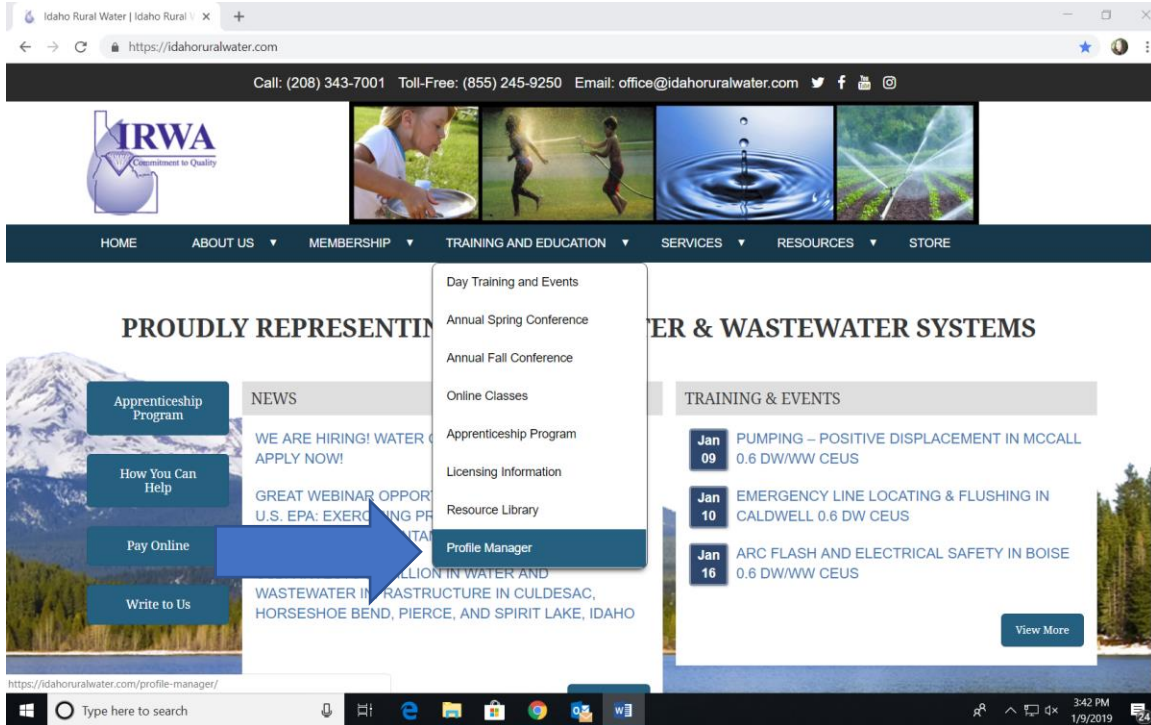 Idaho Rural Water | Idaho Rural
https://idahoruralwater.com
Call: (208) 343-7001 Toll-Free: (855) 245-9250 Email: office@idahoruralwater.com
IRWA
Commitment to Quality
HOME ABOUT US MEMBERSHIP TRAINING AND EDUCATION SERVICES RESOURCES STORE
Day Training and Events
Annual Spring Conference
Annual Fall Conference
Online Classes
Apprenticeship Program
Licensing Information
Resource Library
Profile Manager
PROUDLY REPRESENTIN ER & WASTEWATER SYSTEMS
Apprenticeship
Program
How You Can
Help
Pay Online
Write to Us
NEWS
WE ARE HIRING! WATER
APPLY NOW!
GREAT WEBINAR OPPOR
U.S. EPA:
LION IN WATER AND
WASTEWATER IN RASTRUCTURE IN CULDESAC,
HORSESHOE BEND, PIERCE, AND SPIRIT LAKE, IDAHO
TRAINING & EVENTS
Jan
09
PUMPING – POSITIVE DISPLACEMENT IN MCCALL
0.6 DW/WW CEUS
Jan
10
EMERGENCY LINE LOCATING & FLUSHING IN
CALDWELL 0.6 DW CEUS
Jan
16
ARC FLASH AND ELECTRICAL SAFETY IN BOISE
0.6 DW/WW CEUS
View More
https://idahoruralwater.com/profile-manager/
Type here to search
3:42 PM
1/9/2019
24